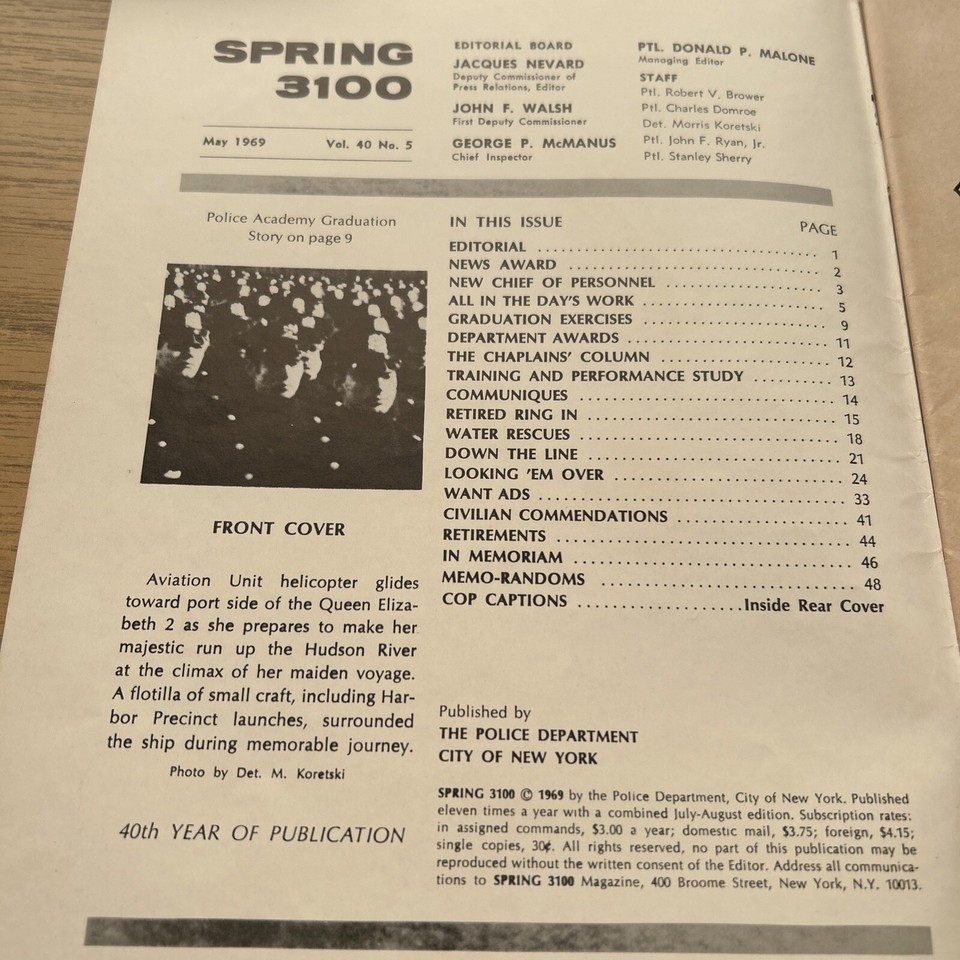 SPRING
3100
May 1969 Vol. 40 No. 5
EDITORIAL BOARD
JACQUES NEVARD
Deputy Commissioner of
Press Relations, Editor
JOHN F. WALSH
First Deputy Commissioner
GEORGE P. McMANUS
Chief Inspector
PTL. DONALD P. MALONE
Managing Editor
STAFF
Ptl. Robert V. Brower
Ptl. Charles Domroe
Det. Morris Koretski
Ptl. John F. Ryan, Jr.
Ptl. Stanley Sherry
Police Academy Graduation
Story on page 9
FRONT COVER
Aviation Unit helicopter glides
toward port side of the Queen Eliza-
beth 2 as she prepares to make her
majestic run up the Hudson River
at the climax of her maiden voyage.
A flotilla of small craft, including Har-
bor Precinct launches, surrounded
the ship during memorable journey.
Photo by Det. M. Koretski
40th YEAR OF PUBLICATION
IN THIS ISSUE PAGE
EDITORIAL ........................................ 1
NEWS AWARD ................................... 2
NEW CHIEF OF PERSONNEL ...................... 3
ALL IN THE DAY'S WORK ......................... 5
GRADUATION EXERCISES .......................... 9
DEPARTMENT AWARDS ............................ 11
THE CHAPLAINS' COLUMN ....................... 12
TRAINING AND PERFORMANCE STUDY .......... 13
COMMUNIQUES ................................... 14
RETIRED RING IN .................................. 15
WATER RESCUES ................................... 18
DOWN THE LINE ................................... 21
LOOKING 'EM OVER .............................. 24
WANT ADS ......................................... 33
CIVILIAN COMMENDATIONS ...................... 41
RETIREMENTS ...................................... 44
IN MEMORIAM .................................... 46
MEMO-RANDOMS ................................. 48
COP CAPTIONS ......................Inside Rear Cover
Published by
THE POLICE DEPARTMENT
CITY OF NEW YORK
SPRING 3100 © 1969 by the Police Department, City of New York. Published
eleven times a year with a combined July-August edition. Subscription rates:
in assigned commands, $3.00 a year; domestic mail, $3.75; foreign, $4.15;
single copies, 30¢. All rights reserved, no part of this publication may be
reproduced without the written consent of the Editor. Address all communica-
tions to SPRING 3100 Magazine, 400 Broome Street, New York, N.Y. 10013.